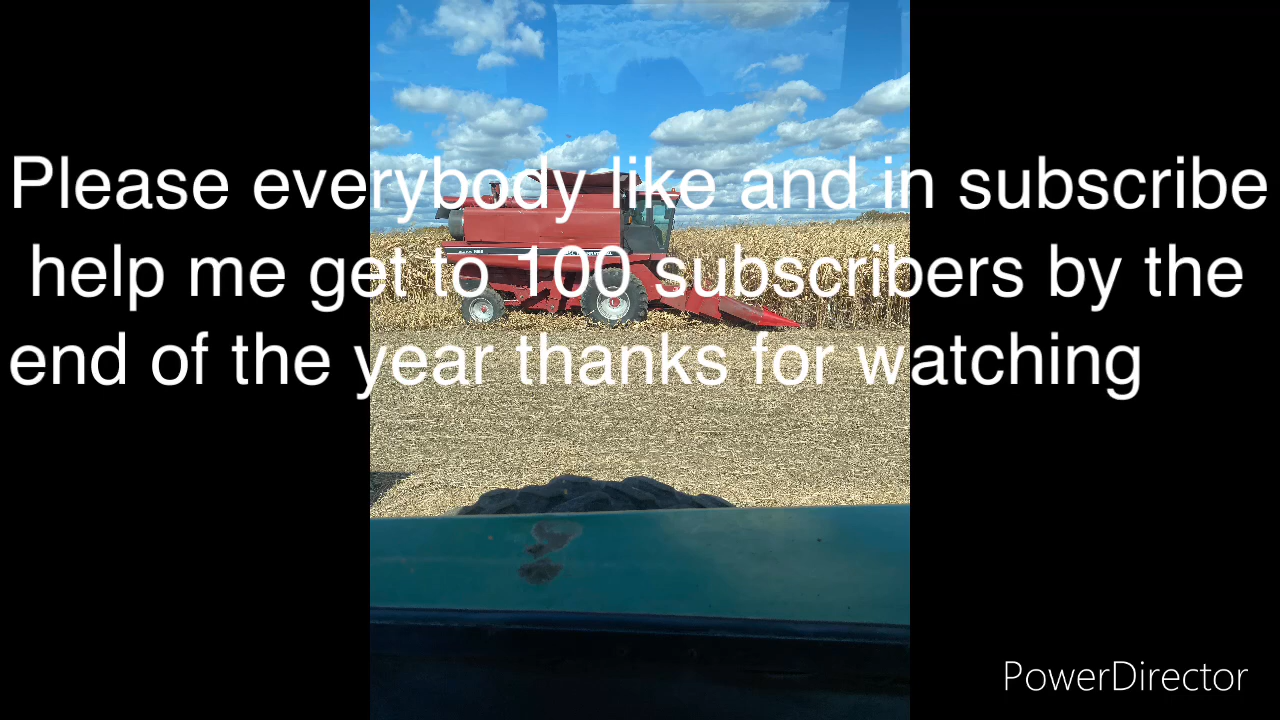 Please everybody like and in subscribe
help me get to 100 subscribers by the
end of the year thanks for watching
PowerDirector